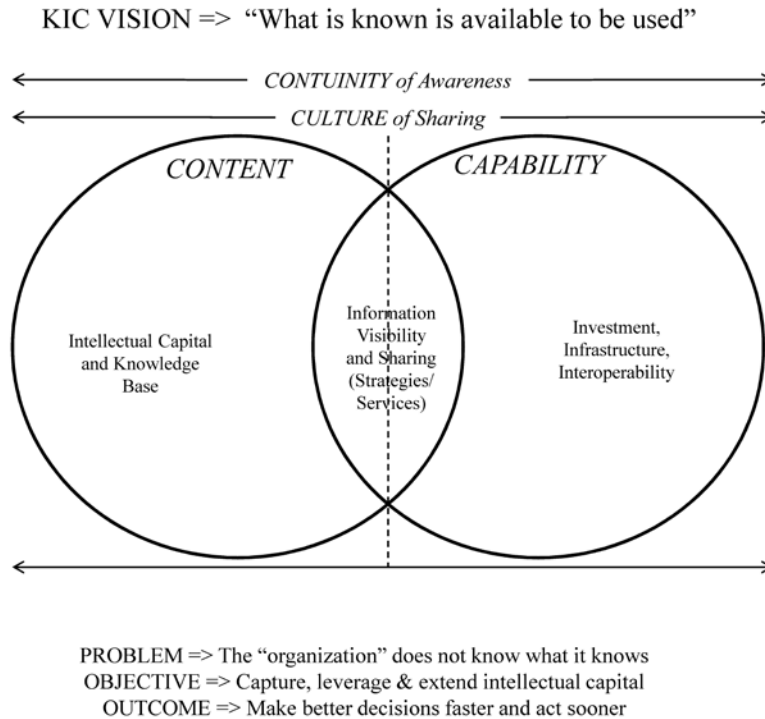 KIC VISION => “What is known is available to be used”
CONTUINITY of Awareness
CULTURE of Sharing
CONTENT
CAPABILITY
Intellectual Capital
and Knowledge
Base
Information
Visibility
and Sharing
(Strategies/
Services)
Investment,
Infrastructure,
Interoperability
PROBLEM => The “organization” does not know what it knows
OBJECTIVE => Capture, leverage & extend intellectual capital
OUTCOME => Make better decisions faster and act sooner